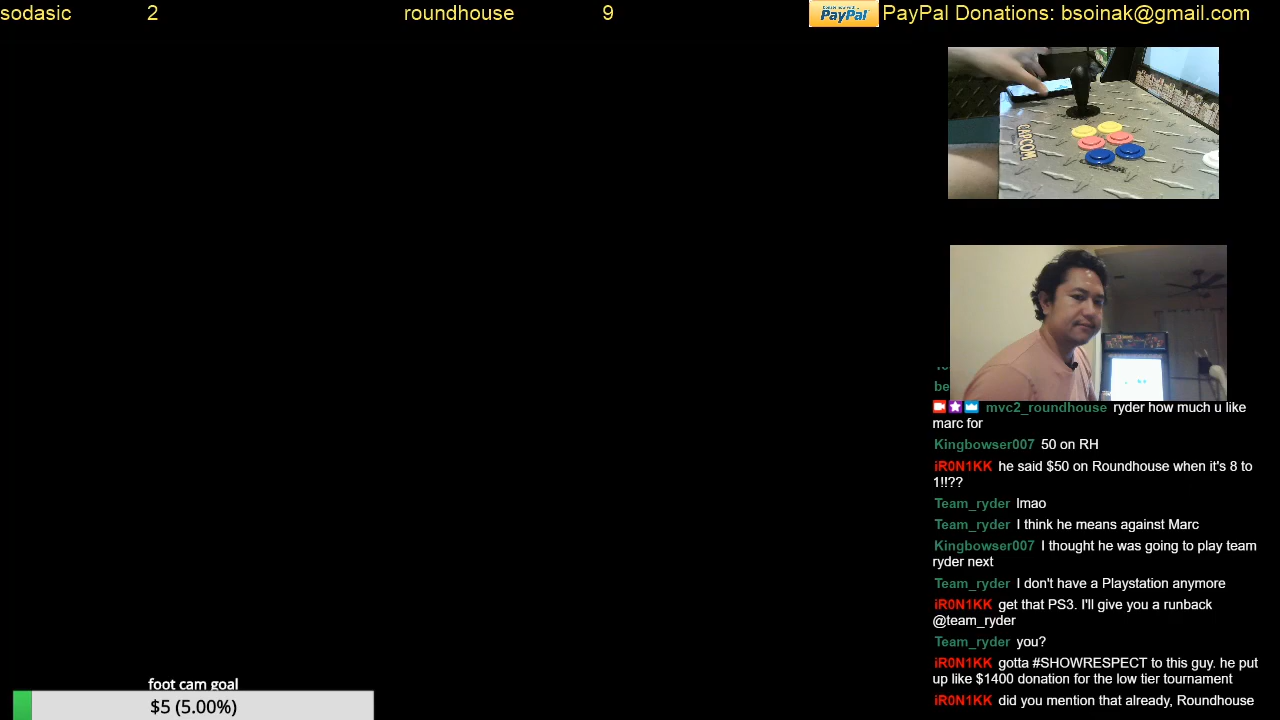 sodasic 2 roundhouse 9 PayPal PayPal Donations: bsoinak@gmail.com
CAPCOM
be
mvc2_roundhouse ryder how much u like
marc for
Kingbowser007 50 on RH
iR0N1KK he said $50 on Roundhouse when it's 8 to
1!!??
Team_ryder lmao
Team_ryder I think he means against Marc
Kingbowser007 I thought he was going to play team
ryder next
Team_ryder I don't have a Playstation anymore
iR0N1KK get that PS3. I'll give you a runback
@team_ryder
Team_ryder you?
iR0N1KK gotta #SHOWRESPECT to this guy. he put
up like $1400 donation for the low tier tournament
iR0N1KK did you mention that already, Roundhouse
foot cam goal
$5 (5.00%)